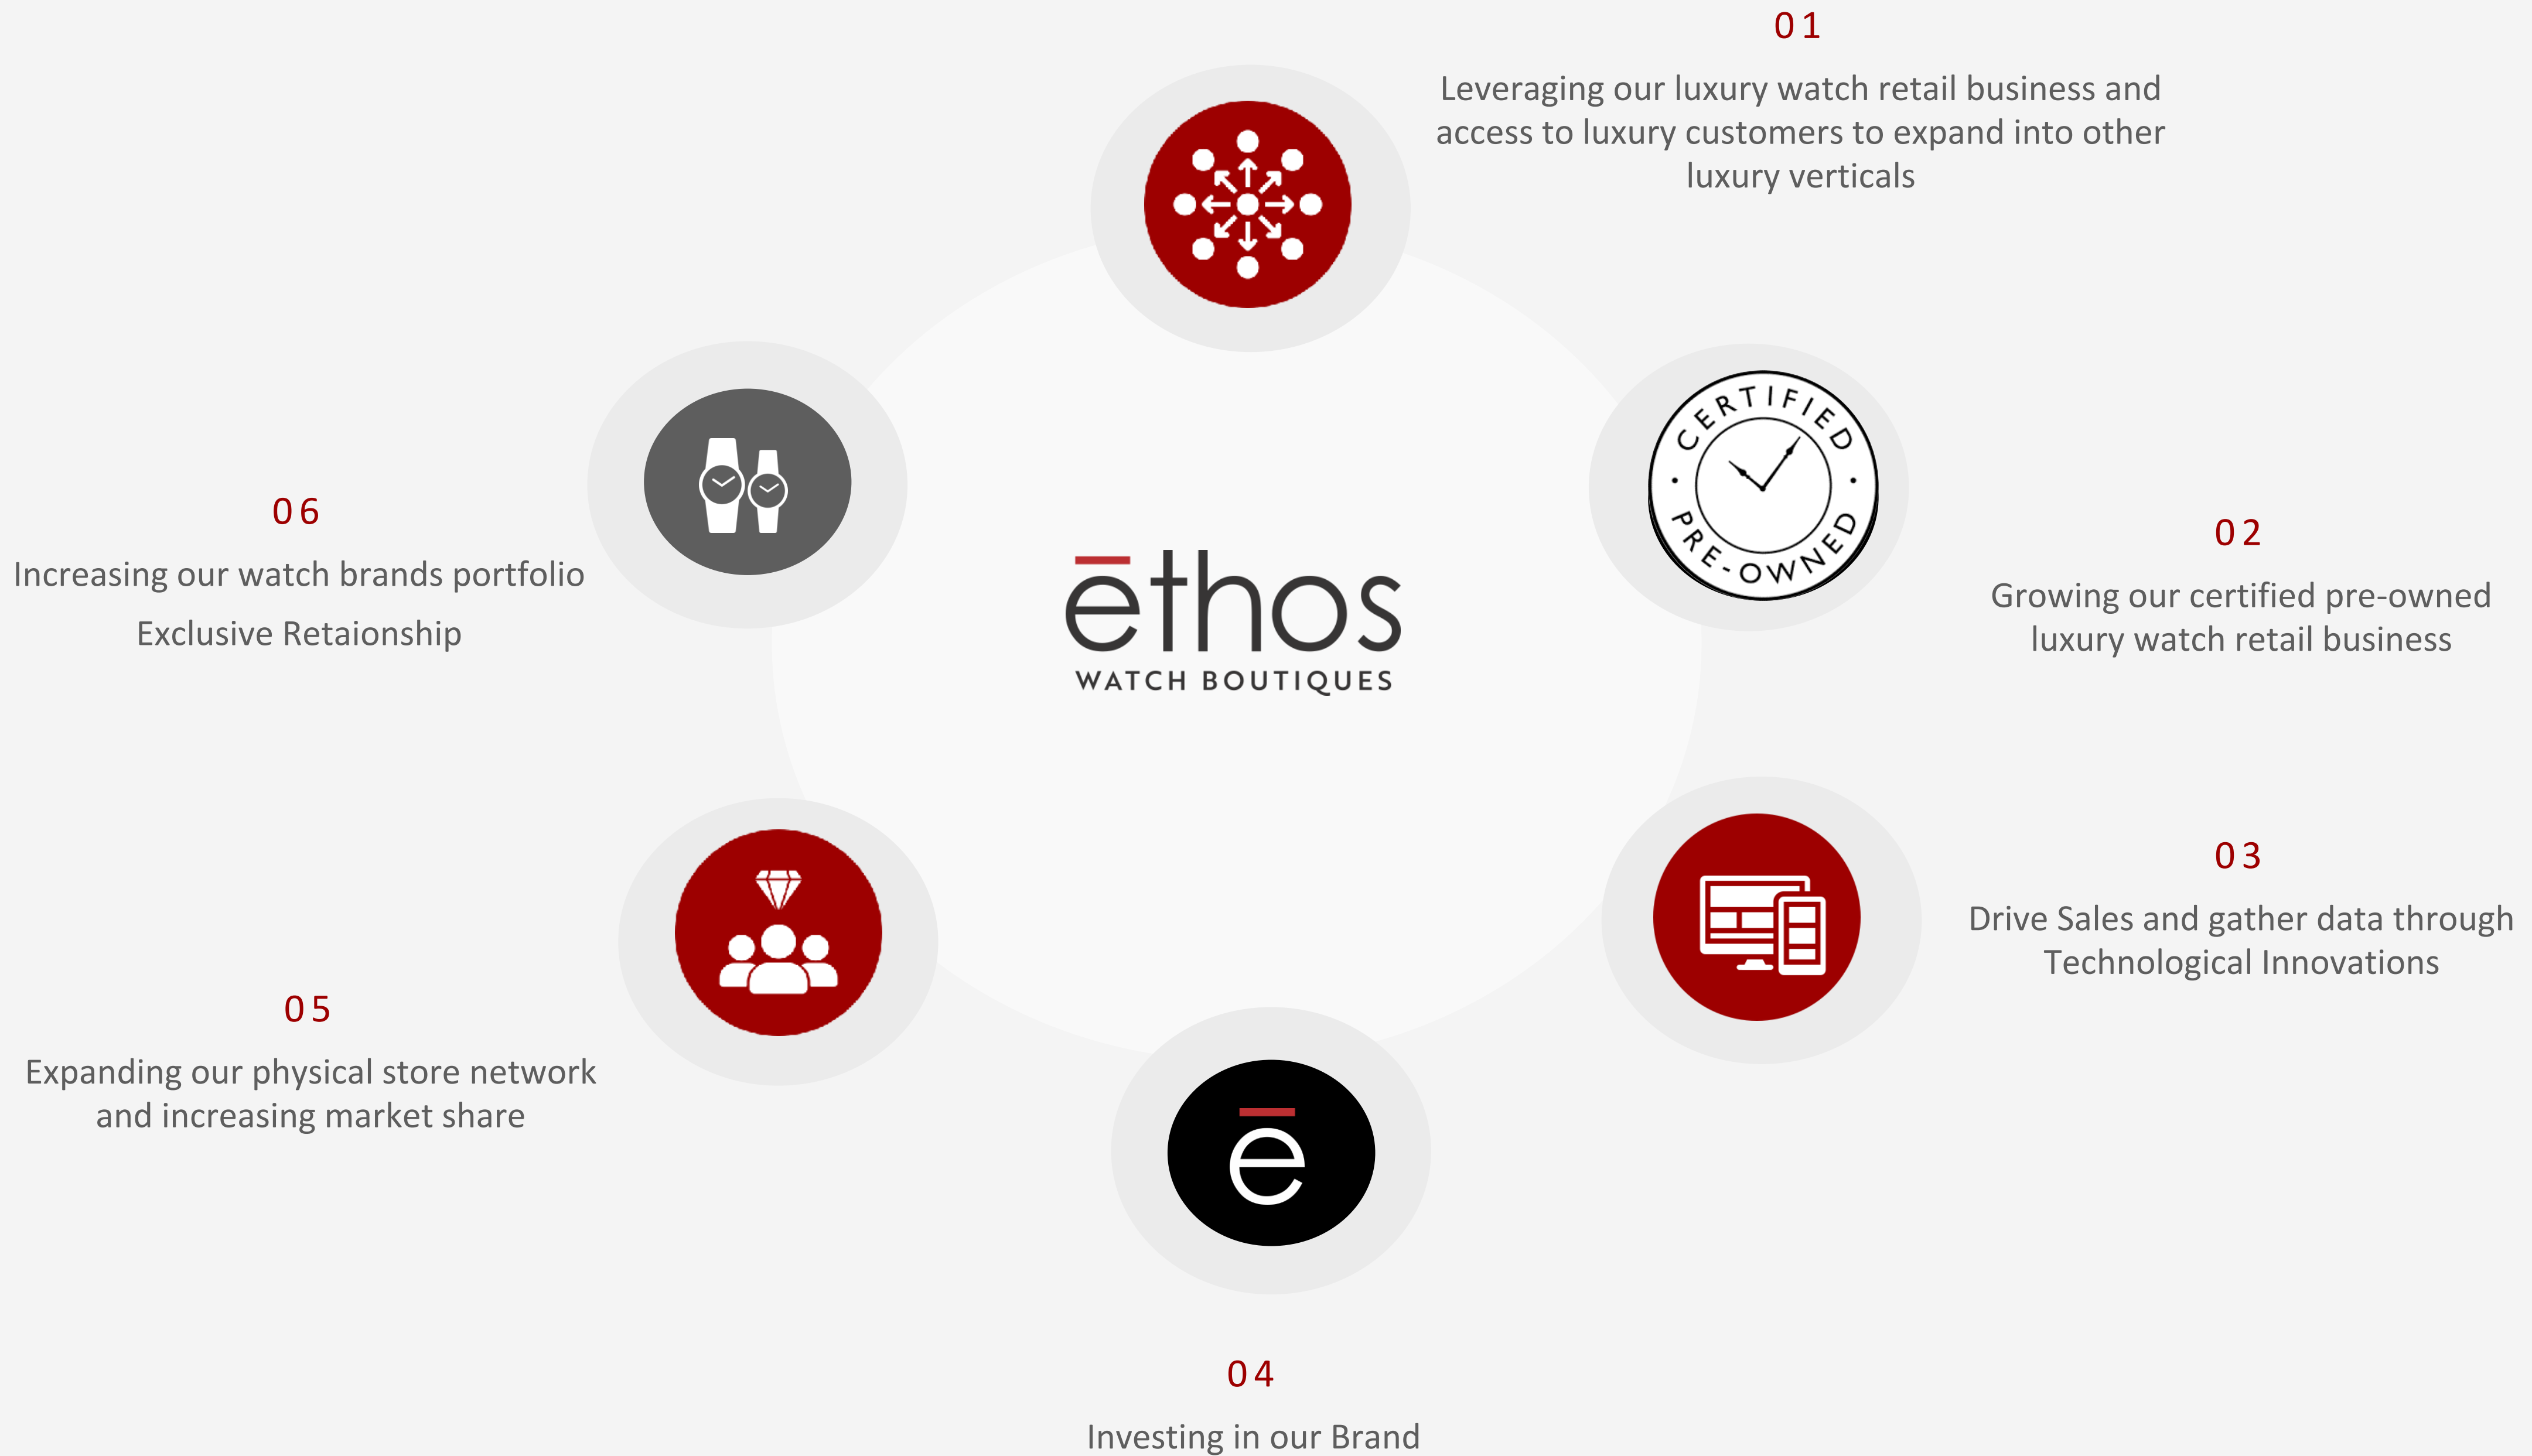 01
Leveraging our luxury watch retail business and
access to luxury customers to expand into other
luxury verticals
CERTIFIED
PRE-OWNED
02
Growing our certified pre-owned
luxury watch retail business
03
Drive Sales and gather data through
Technological Innovations
ē
04
Investing in our Brand
05
Expanding our physical store network
and increasing market share
06
Increasing our watch brands portfolio
Exclusive Retaionship
ēthos
WATCH BOUTIQUES